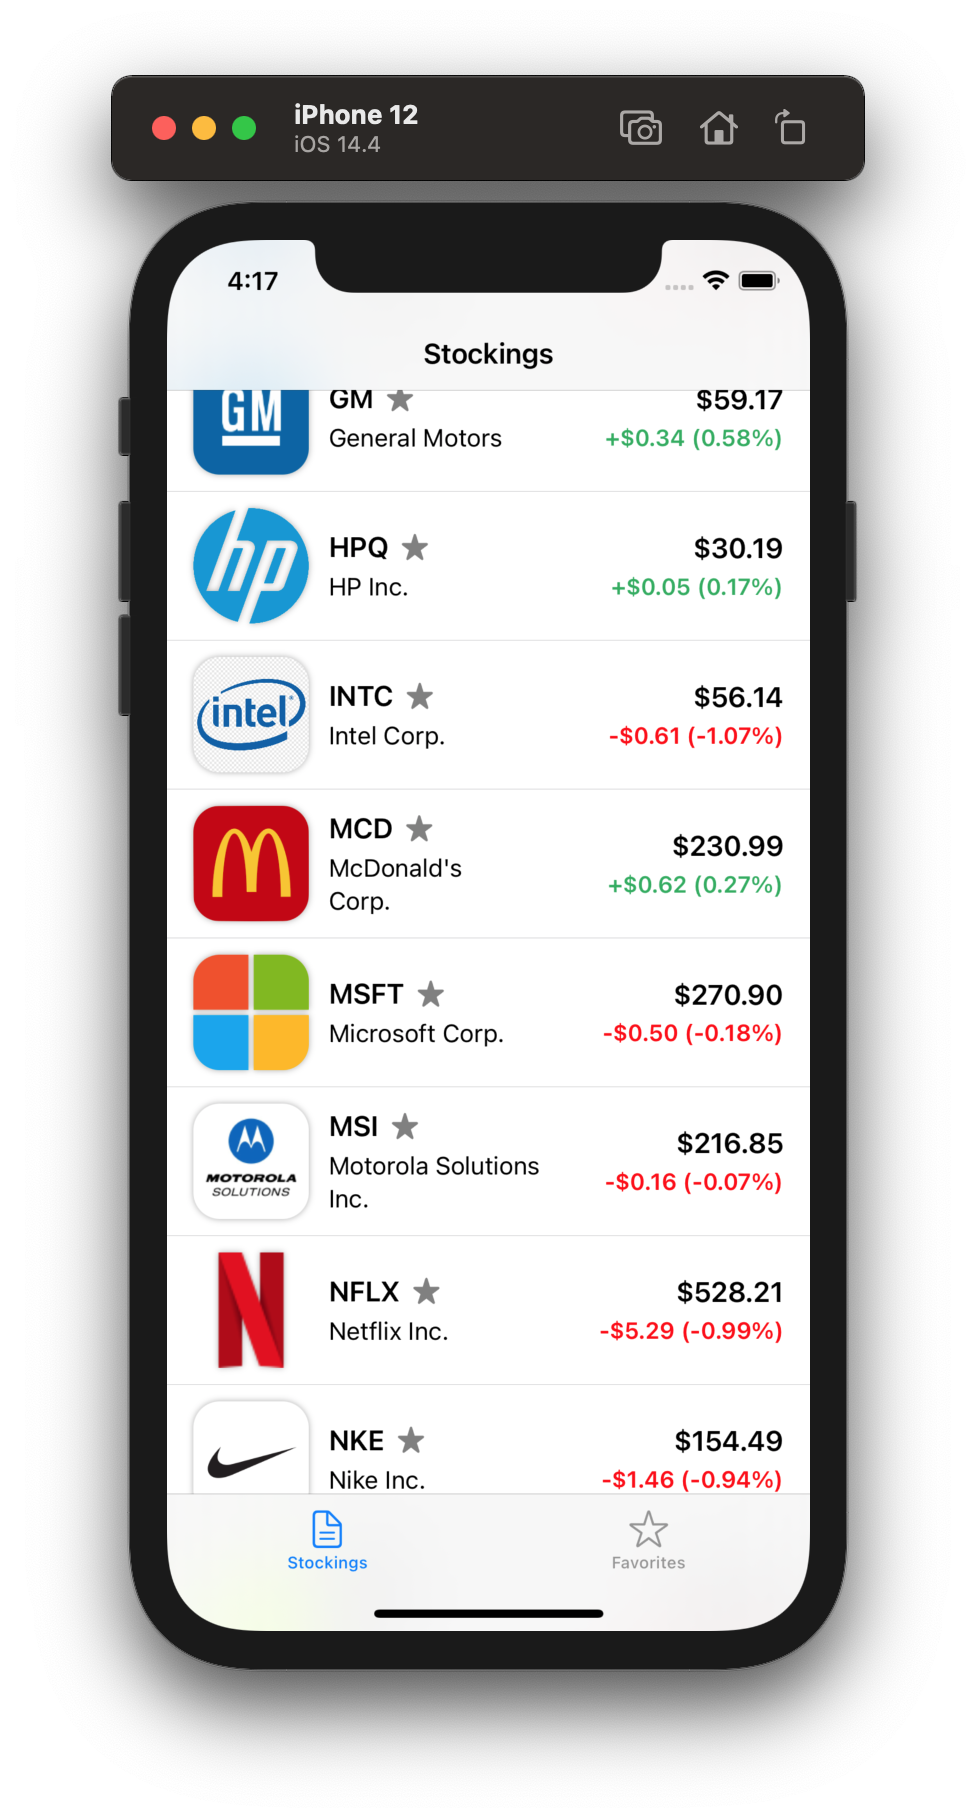 iPhone 12
iOS 14.4
4:17
Stockings
GM
GM
$59.17
General Motors
+$0.34 (0.58%)
hp
HPQ
$30.19
HP Inc.
+$0.05 (0.17%)
intel
INTC
$56.14
Intel Corp.
-$0.61 (-1.07%)
MCD
$230.99
McDonald's
Corp.
+$0.62 (0.27%)
MSFT
$270.90
Microsoft Corp.
-$0.50 (-0.18%)
MOTOROLA
SOLUTIONS
MSI
$216.85
Motorola Solutions
Inc.
-$0.16 (-0.07%)
NFLX
$528.21
Netflix Inc.
-$5.29 (-0.99%)
NKE
$154.49
Nike Inc.
-$1.46 (-0.94%)
Stockings
Favorites